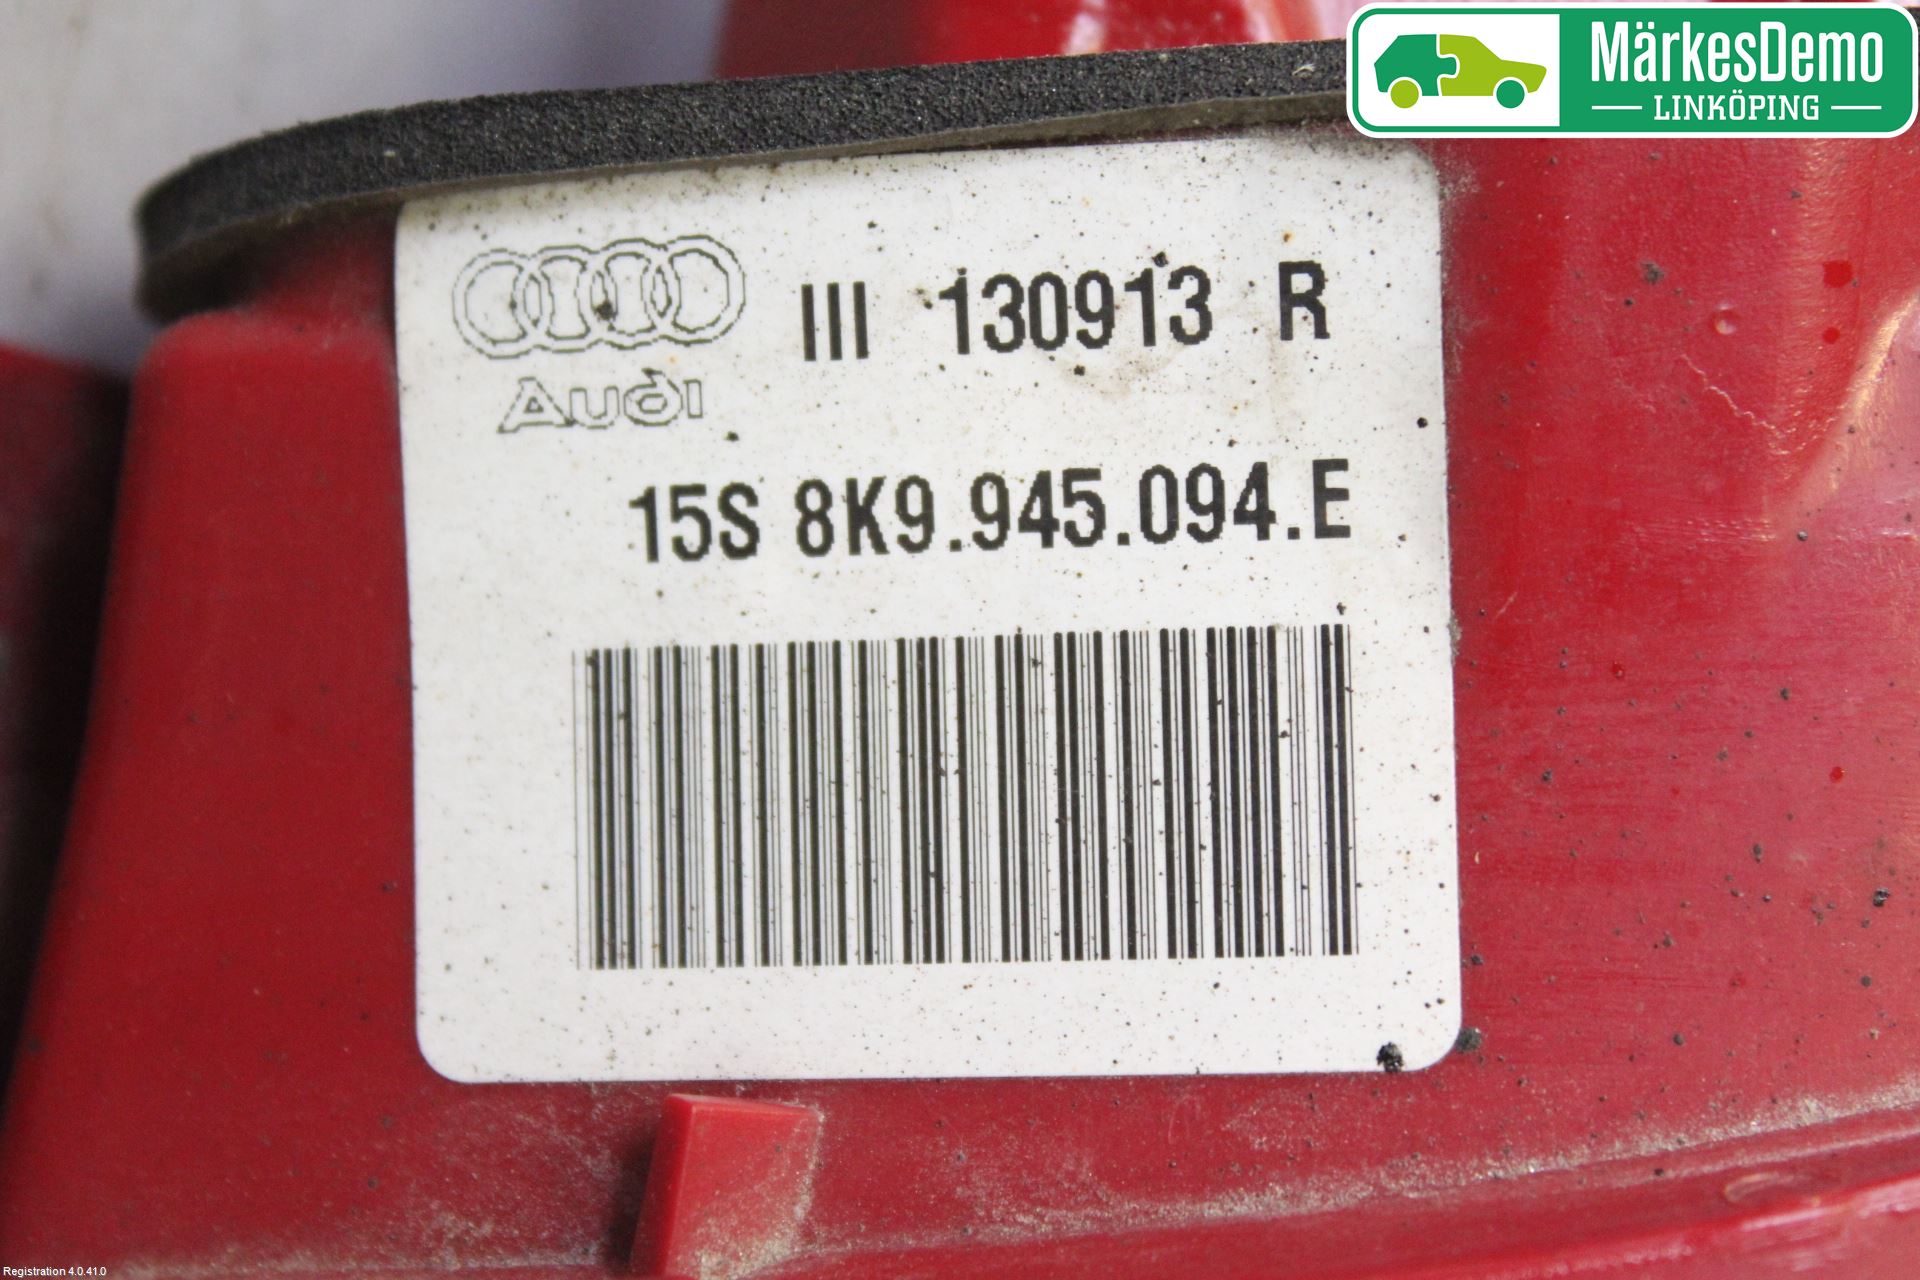 MärkesDemo
LINKÖPING
III 130913 R
Audi
15S 8K9.945.094.E
Registration 4.0.41.0